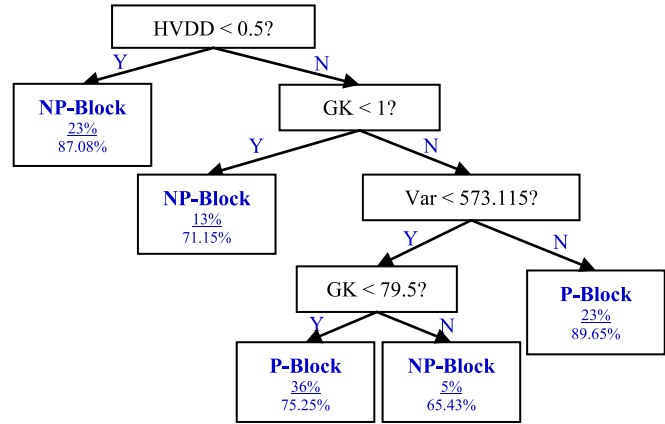 HVDD < 0.5?
Y
N
NP-Block
23%
87.08%
GK < 1?
Y
N
NP-Block
13%
71.15%
Var < 573.115?
Y
N
GK < 79.5?
P-Block
23%
89.65%
Y
N
P-Block
36%
75.25%
NP-Block
5%
65.43%